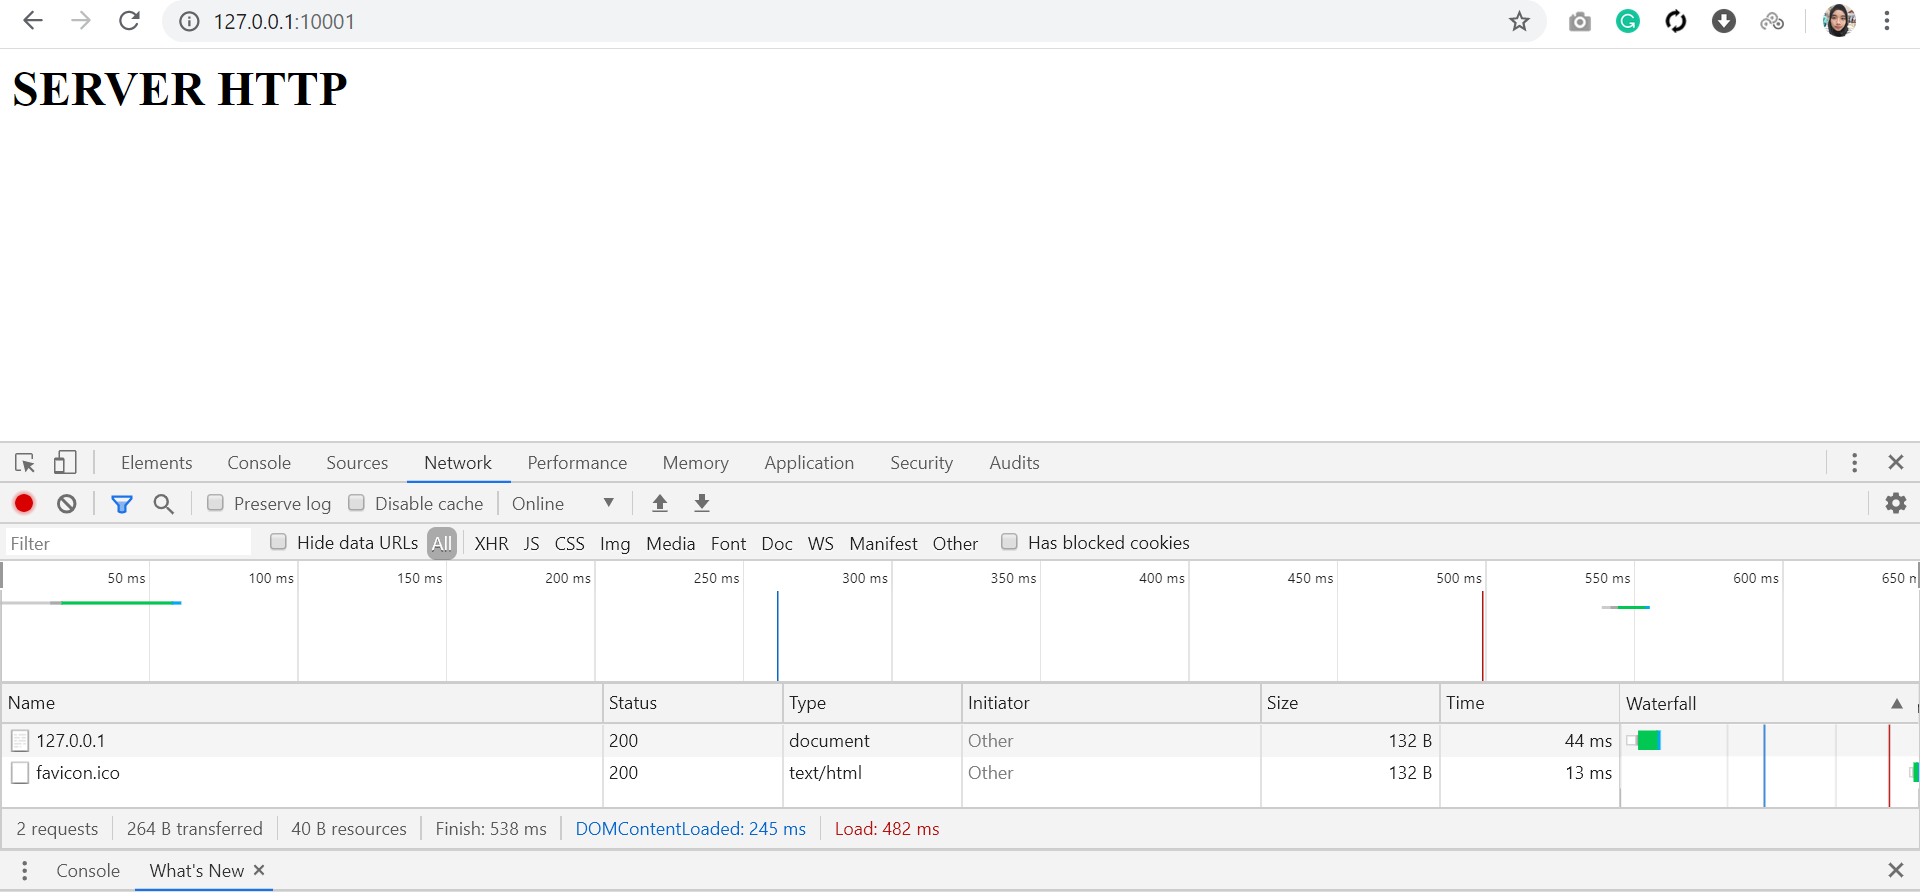 127.0.0.1:10001
SERVER HTTP
Elements Console Sources Network Performance Memory Application Security Audits
Preserve log Disable cache Online
Filter Hide data URLs All XHR JS CSS Img Media Font Doc WS Manifest Other Has blocked cookies
50 ms 100 ms 150 ms 200 ms 250 ms 300 ms 350 ms 400 ms 450 ms 500 ms 550 ms 600 ms 650
Name Status Type Initiator Size Time Waterfall
127.0.0.1 200 document Other 132 B 44 ms
favicon.ico 200 text/html Other 132 B 13 ms
2 requests 264 B transferred 40 B resources Finish: 538 ms DOMContentLoaded: 245 ms Load: 482 ms
Console What's New